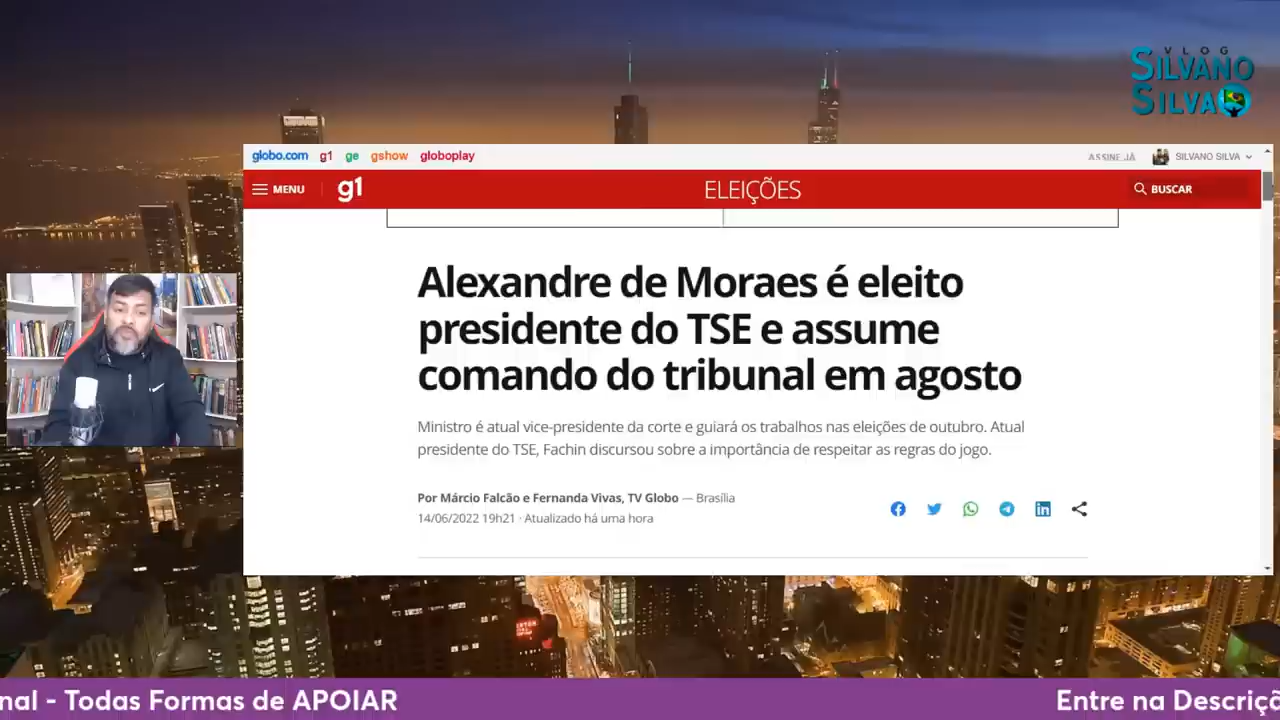 VLOG
SILVANO
SILVA
globo.com g1 ge gshow globoplay
ASSINE JÁ SILVANO SILVA
MENU g1 ELEIÇÕES BUSCAR
Alexandre de Moraes é eleito
presidente do TSE e assume
comando do tribunal em agosto
Ministro é atual vice-presidente da corte e guiará os trabalhos nas eleições de outubro. Atual
presidente do TSE, Fachin discursou sobre a importância de respeitar as regras do jogo.
Por Márcio Falcão e Fernanda Vivas, TV Globo — Brasília
14/06/2022 19h21 · Atualizado há uma hora
nal - Todas Formas de APOIAR Entre na Descriçã